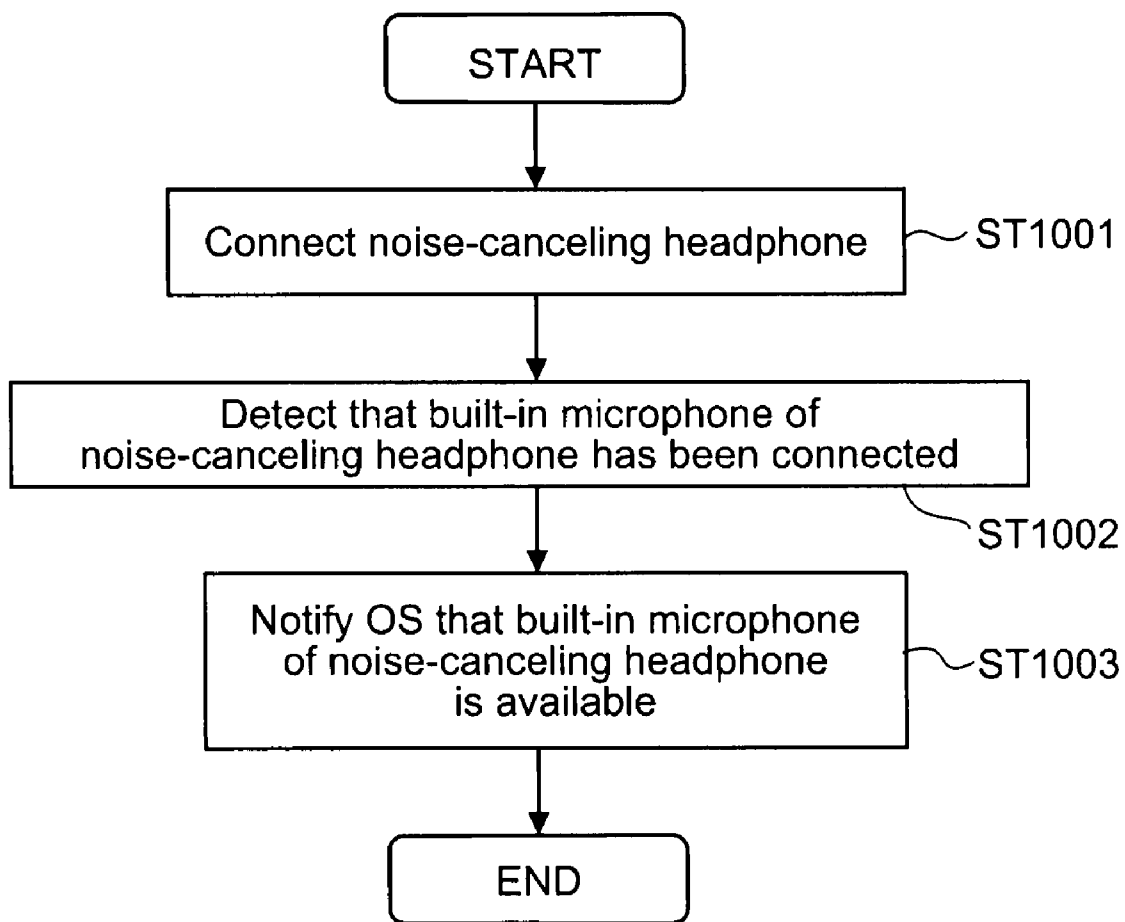 START
Connect noise-canceling headphone
ST1001
Detect that built-in microphone of
noise-canceling headphone has been connected
ST1002
Notify OS that built-in microphone
of noise-canceling headphone
is available
ST1003
END